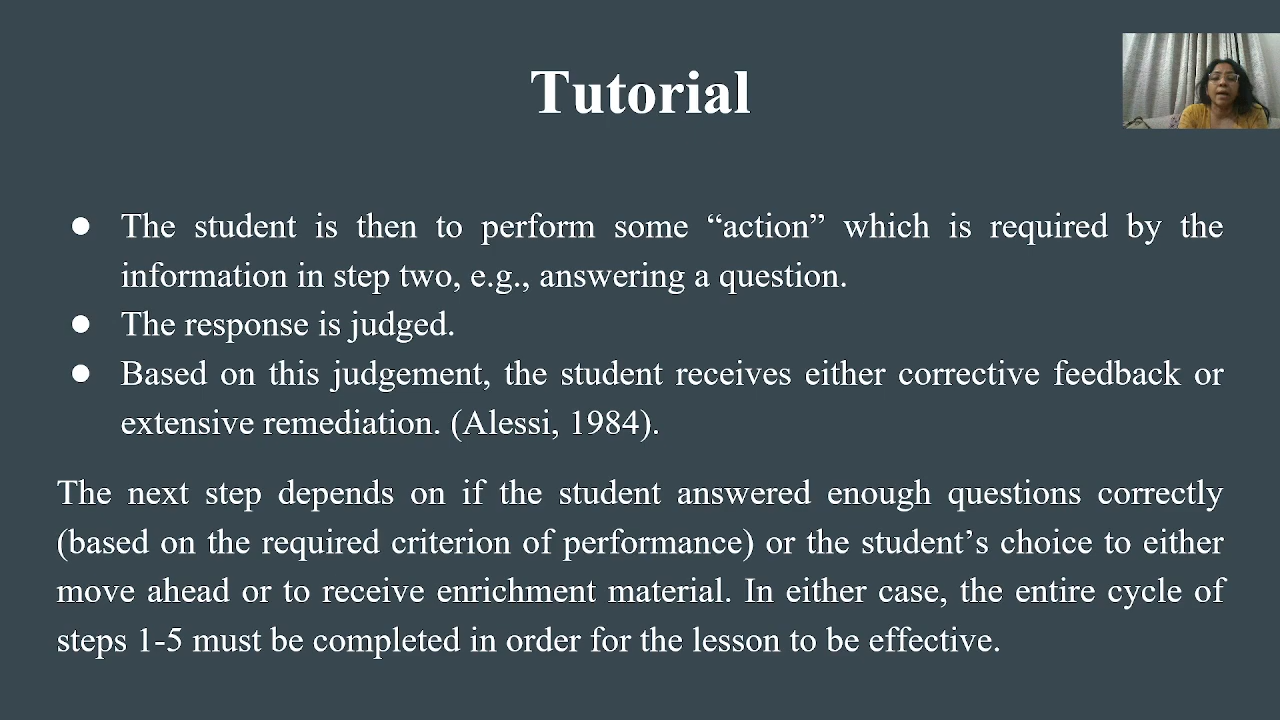 Tutorial
● The student is then to perform some “action” which is required by the
information in step two, e.g., answering a question.
● The response is judged.
● Based on this judgement, the student receives either corrective feedback or
extensive remediation. (Alessi, 1984).
The next step depends on if the student answered enough questions correctly
(based on the required criterion of performance) or the student’s choice to either
move ahead or to receive enrichment material. In either case, the entire cycle of
steps 1-5 must be completed in order for the lesson to be effective.